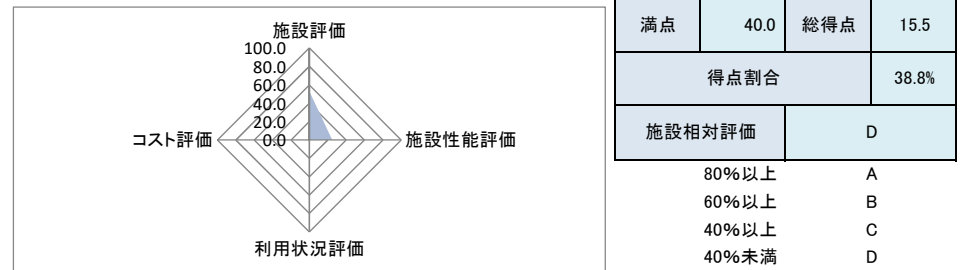 施設評価
100.0
80.0
60.0
40.0
20.0
0.0
コスト評価
施設性能評価
利用状況評価
満点 40.0 総得点 15.5
得点割合 38.8%
施設相対評価 D
80%以上 A
60%以上 B
40%以上 C
40%未満 D